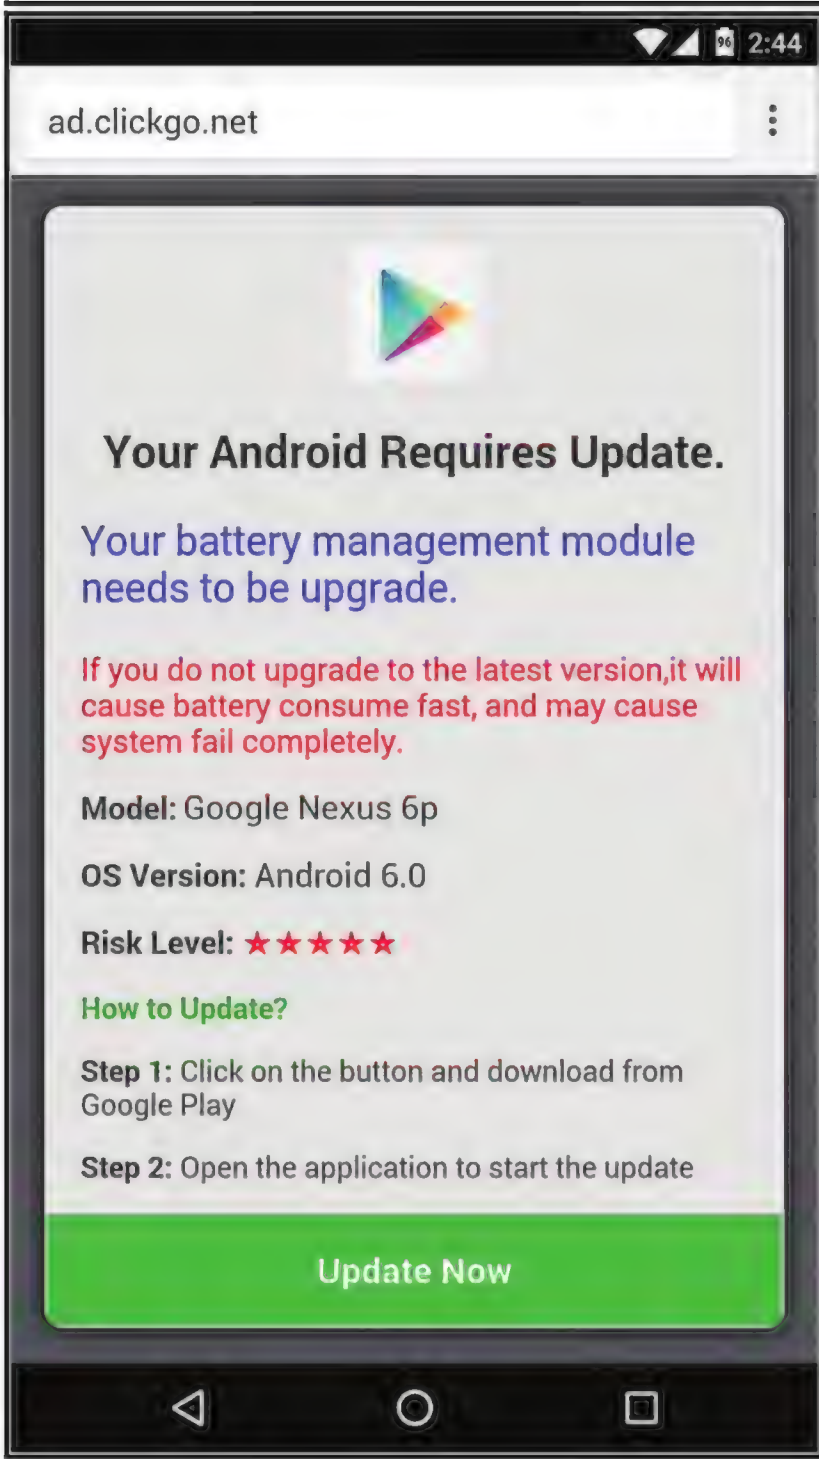 96 2:44
ad.clickgo.net
Your Android Requires Update.
Your battery management module
needs to be upgrade.
If you do not upgrade to the latest version,it will
cause battery consume fast, and may cause
system fail completely.
Model: Google Nexus 6p
OS Version: Android 6.0
Risk Level: ★★★★★
How to Update?
Step 1: Click on the button and download from
Google Play
Step 2: Open the application to start the update
Update Now